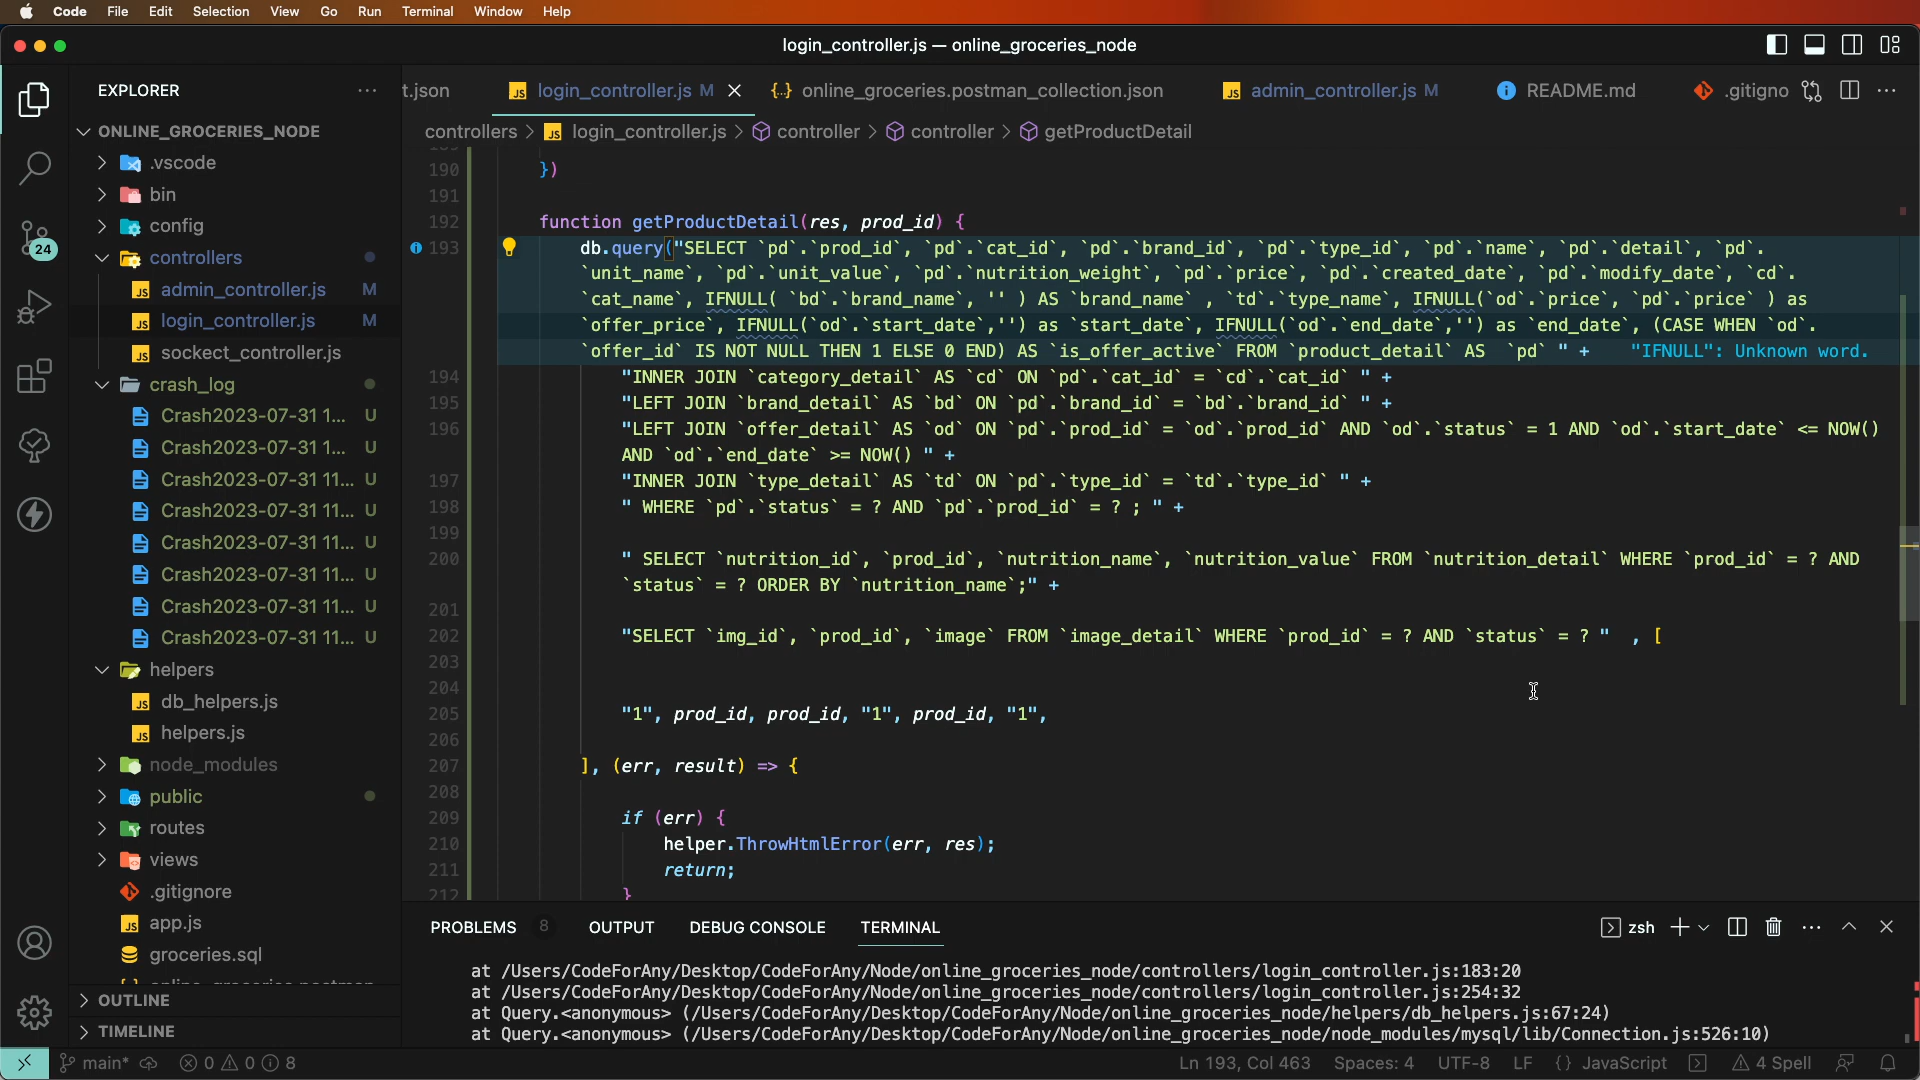 Code File Edit Selection View Go Run Terminal Window Help
login_controller.js — online_groceries_node
EXPLORER
t.json
login_controller.js M
online_groceries.postman_collection.json
admin_controller.js M
README.md
.gitigno
controllers > login_controller.js > controller > controller > getProductDetail
ONLINE_GROCERIES_NODE
.vscode
bin
config
controllers
admin_controller.js M
login_controller.js M
sockect_controller.js
crash_log
Crash2023-07-31 1... U
Crash2023-07-31 1... U
Crash2023-07-31 11... U
Crash2023-07-31 11... U
Crash2023-07-31 11... U
Crash2023-07-31 11... U
Crash2023-07-31 11... U
Crash2023-07-31 11... U
helpers
db_helpers.js
helpers.js
node_modules
public
routes
views
.gitignore
app.js
groceries.sql
OUTLINE
TIMELINE
24
190 })
191
192 function getProductDetail(res, prod_id) {
193 db.query("SELECT `pd`.`prod_id`, `pd`.`cat_id`, `pd`.`brand_id`, `pd`.`type_id`, `pd`.`name`, `pd`.`detail`, `pd`.
`unit_name`, `pd`.`unit_value`, `pd`.`nutrition_weight`, `pd`.`price`, `pd`.`created_date`, `pd`.`modify_date`, `cd`.
`cat_name`, IFNULL( `bd`.`brand_name`, '' ) AS `brand_name` , `td`.`type_name`, IFNULL(`od`.`price`, `pd`.`price` ) as
`offer_price`, IFNULL(`od`.`start_date`,'') as `start_date`, IFNULL(`od`.`end_date`,'') as `end_date`, (CASE WHEN `od`.
`offer_id` IS NOT NULL THEN 1 ELSE 0 END) AS `is_offer_active` FROM `product_detail` AS  `pd` " + "IFNULL": Unknown word.
194 "INNER JOIN `category_detail` AS `cd` ON `pd`.`cat_id` = `cd`.`cat_id` " +
195 "LEFT JOIN `brand_detail` AS `bd` ON `pd`.`brand_id` = `bd`.`brand_id` " +
196 "LEFT JOIN `offer_detail` AS `od` ON `pd`.`prod_id` = `od`.`prod_id` AND `od`.`status` = 1 AND `od`.`start_date` <= NOW()
AND `od`.`end_date` >= NOW() " +
197 "INNER JOIN `type_detail` AS `td` ON `pd`.`type_id` = `td`.`type_id` " +
198 " WHERE `pd`.`status` = ? AND `pd`.`prod_id` = ? ; " +
199
200 " SELECT `nutrition_id`, `prod_id`, `nutrition_name`, `nutrition_value` FROM `nutrition_detail` WHERE `prod_id` = ? AND
`status` = ? ORDER BY `nutrition_name`;" +
201
202 "SELECT `img_id`, `prod_id`, `image` FROM `image_detail` WHERE `prod_id` = ? AND `status` = ? "  , [
203
204
205 "1", prod_id, prod_id, "1", prod_id, "1",
206
207 ], (err, result) => {
208
209 if (err) {
210 helper.ThrowHtmlError(err, res);
211 return;
212 }
PROBLEMS 8 OUTPUT DEBUG CONSOLE TERMINAL
zsh
at /Users/CodeForAny/Desktop/CodeForAny/Node/online_groceries_node/controllers/login_controller.js:183:20
at /Users/CodeForAny/Desktop/CodeForAny/Node/online_groceries_node/controllers/login_controller.js:254:32
at Query.<anonymous> (/Users/CodeForAny/Desktop/CodeForAny/Node/online_groceries_node/helpers/db_helpers.js:67:24)
at Query.<anonymous> (/Users/CodeForAny/Desktop/CodeForAny/Node/online_groceries_node/node_modules/mysql/lib/Connection.js:526:10)
main* 0 0 8
Ln 193, Col 463 Spaces: 4 UTF-8 LF {} JavaScript 4 Spell